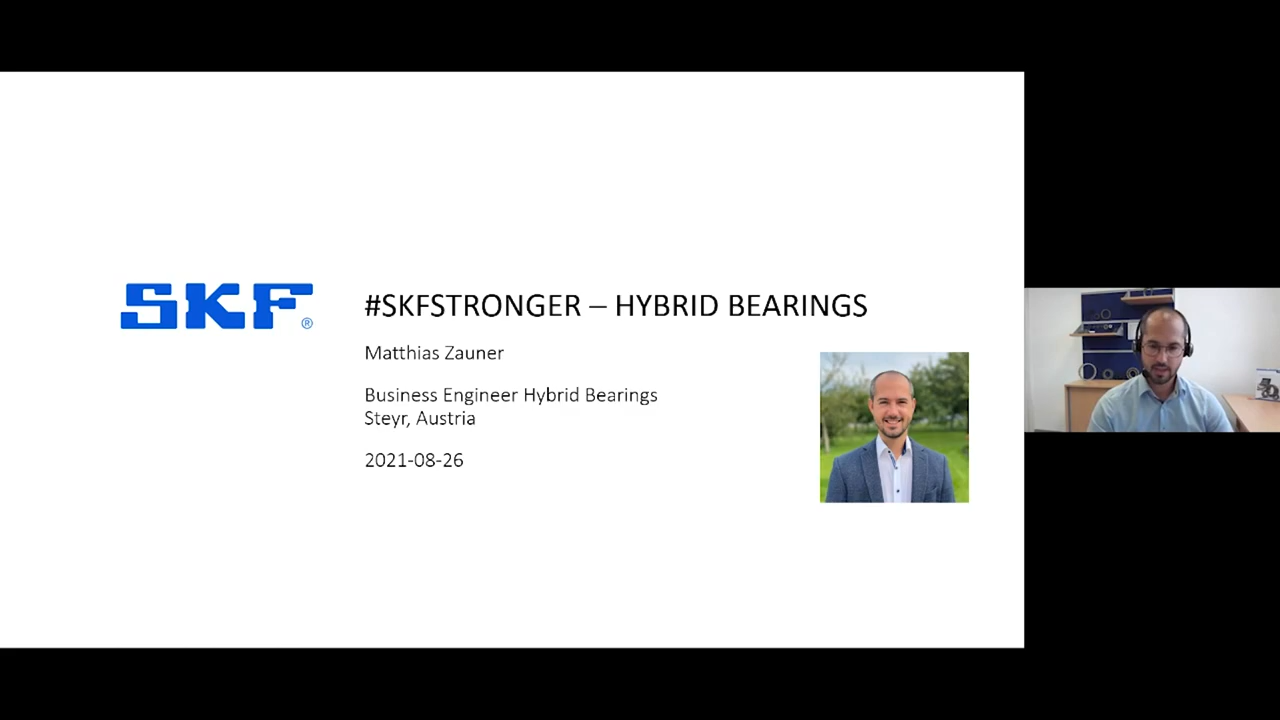 SKF®
#SKFSTRONGER – HYBRID BEARINGS
Matthias Zauner
Business Engineer Hybrid Bearings
Steyr, Austria
2021-08-26